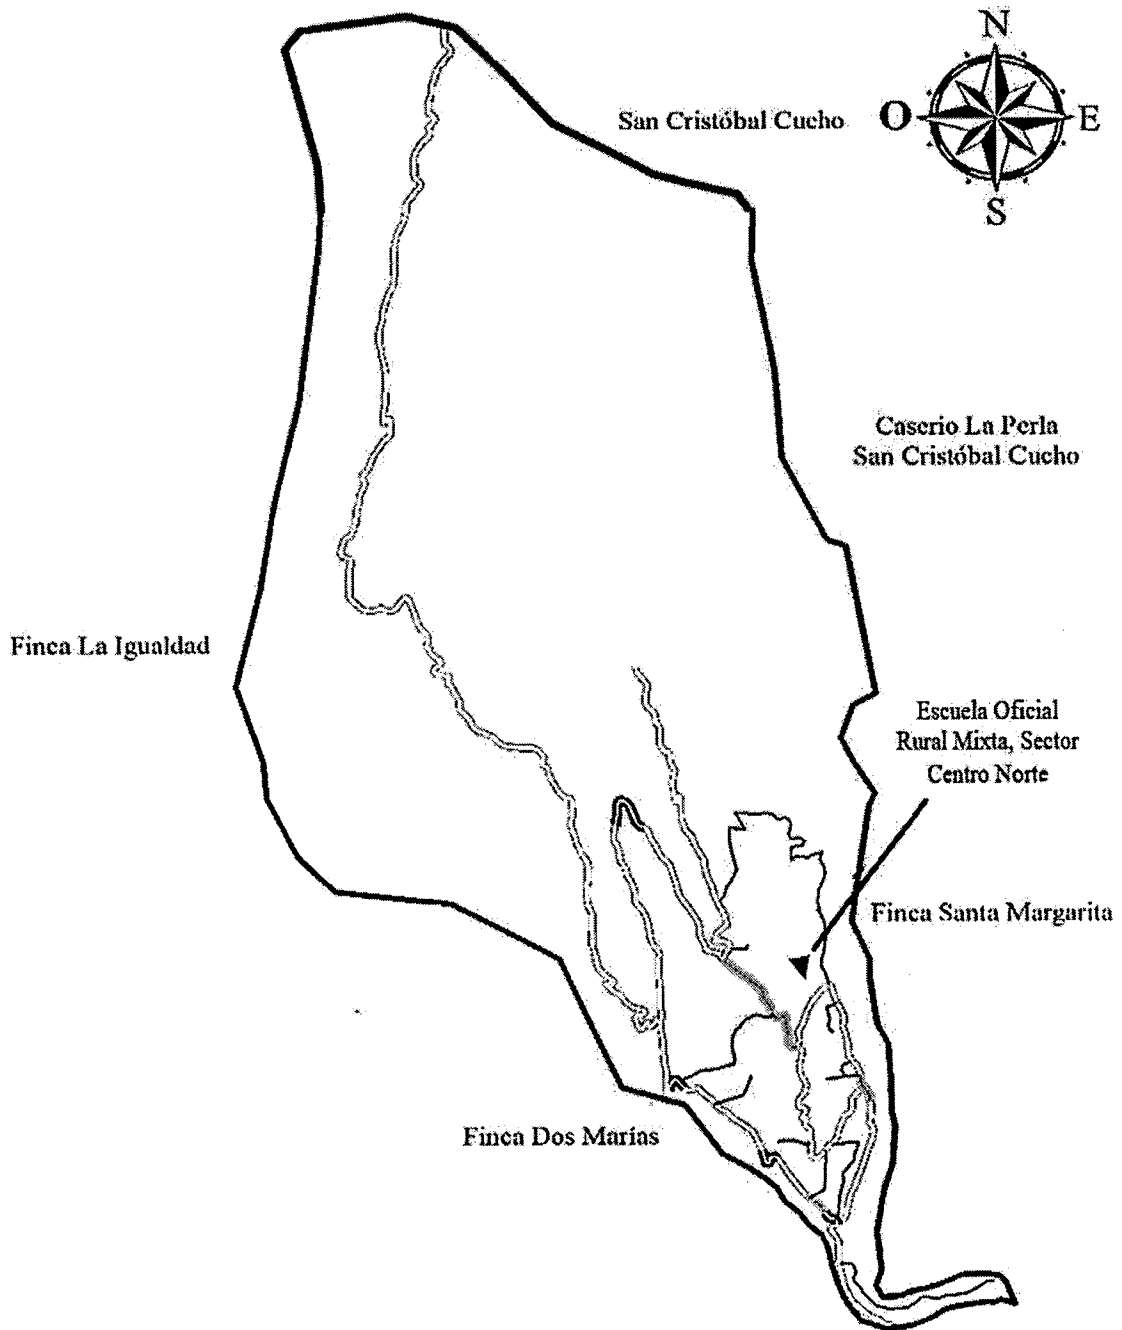 N
San Cristóbal Cucho
O
E
S
Caserio La Perla
San Cristóbal Cucho
Finca La Igualdad
Escuela Oficial
Rural Mixta, Sector
Centro Norte
Finca Santa Margarita
Finca Dos Marías